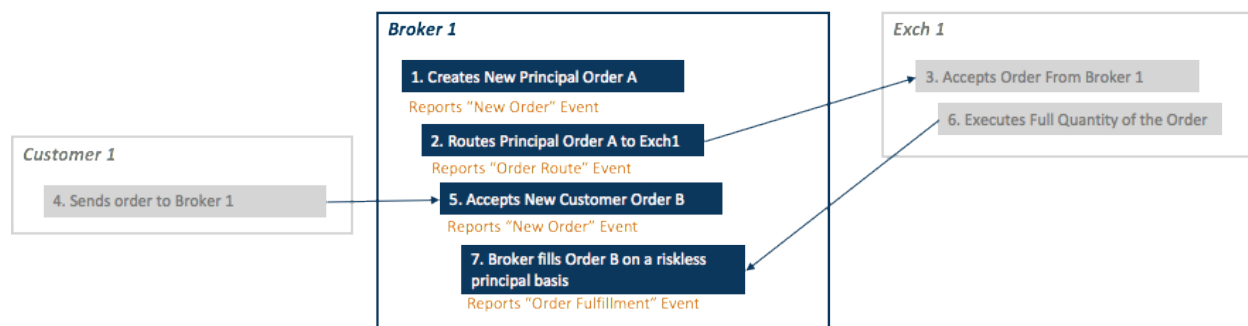 Broker 1
1. Creates New Principal Order A
Reports “New Order” Event
2. Routes Principal Order A to Exch1
Reports “Order Route” Event
5. Accepts New Customer Order B
Reports “New Order” Event
7. Broker fills Order B on a riskless
principal basis
Reports “Order Fulfillment” Event
Customer 1
4. Sends order to Broker 1
Exch 1
3. Accepts Order From Broker 1
6. Executes Full Quantity of the Order